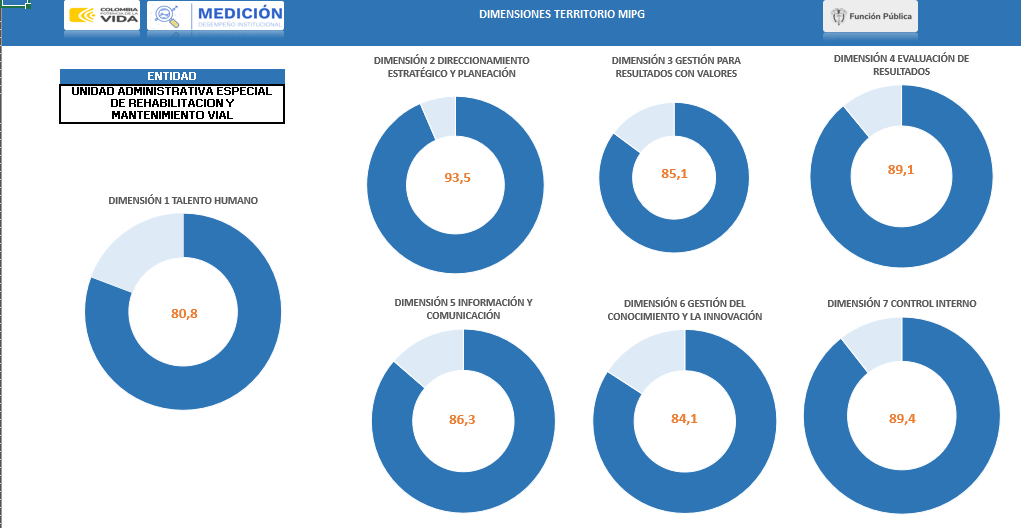 COLOMBIA
POTENCIA DE LA
VIDA
MEDICIÓN
DESEMPEÑO INSTITUCIONAL
DIMENSIONES TERRITORIO MIPG
Función Pública
ENTIDAD
UNIDAD ADMINISTRATIVA ESPECIAL
DE REHABILITACION Y
MANTENIMIENTO VIAL
DIMENSIÓN 1 TALENTO HUMANO
80,8
DIMENSIÓN 2 DIRECCIONAMIENTO
ESTRATÉGICO Y PLANEACIÓN
93,5
DIMENSIÓN 3 GESTIÓN PARA
RESULTADOS CON VALORES
85,1
DIMENSIÓN 4 EVALUACIÓN DE
RESULTADOS
89,1
DIMENSIÓN 5 INFORMACIÓN Y
COMUNICACIÓN
86,3
DIMENSIÓN 6 GESTIÓN DEL
CONOCIMIENTO Y LA INNOVACIÓN
84,1
DIMENSIÓN 7 CONTROL INTERNO
89,4